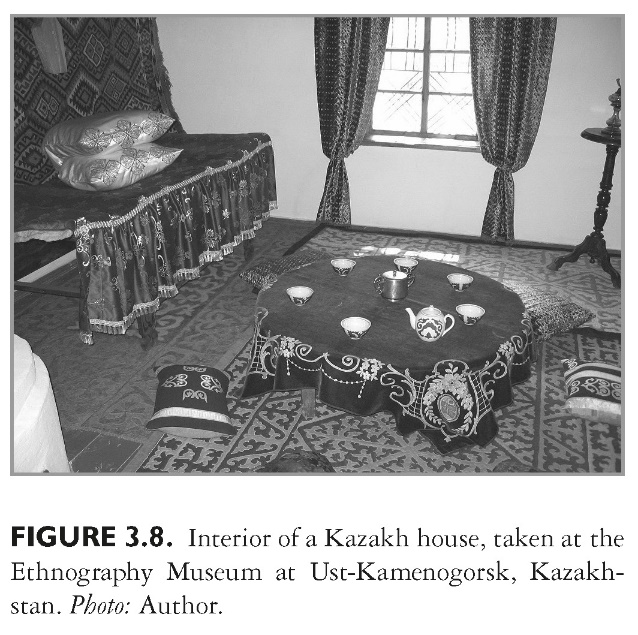 FIGURE 3.8. Interior of a Kazakh house, taken at the
Ethnography Museum at Ust-Kamenogorsk, Kazakh-
stan. Photo: Author.